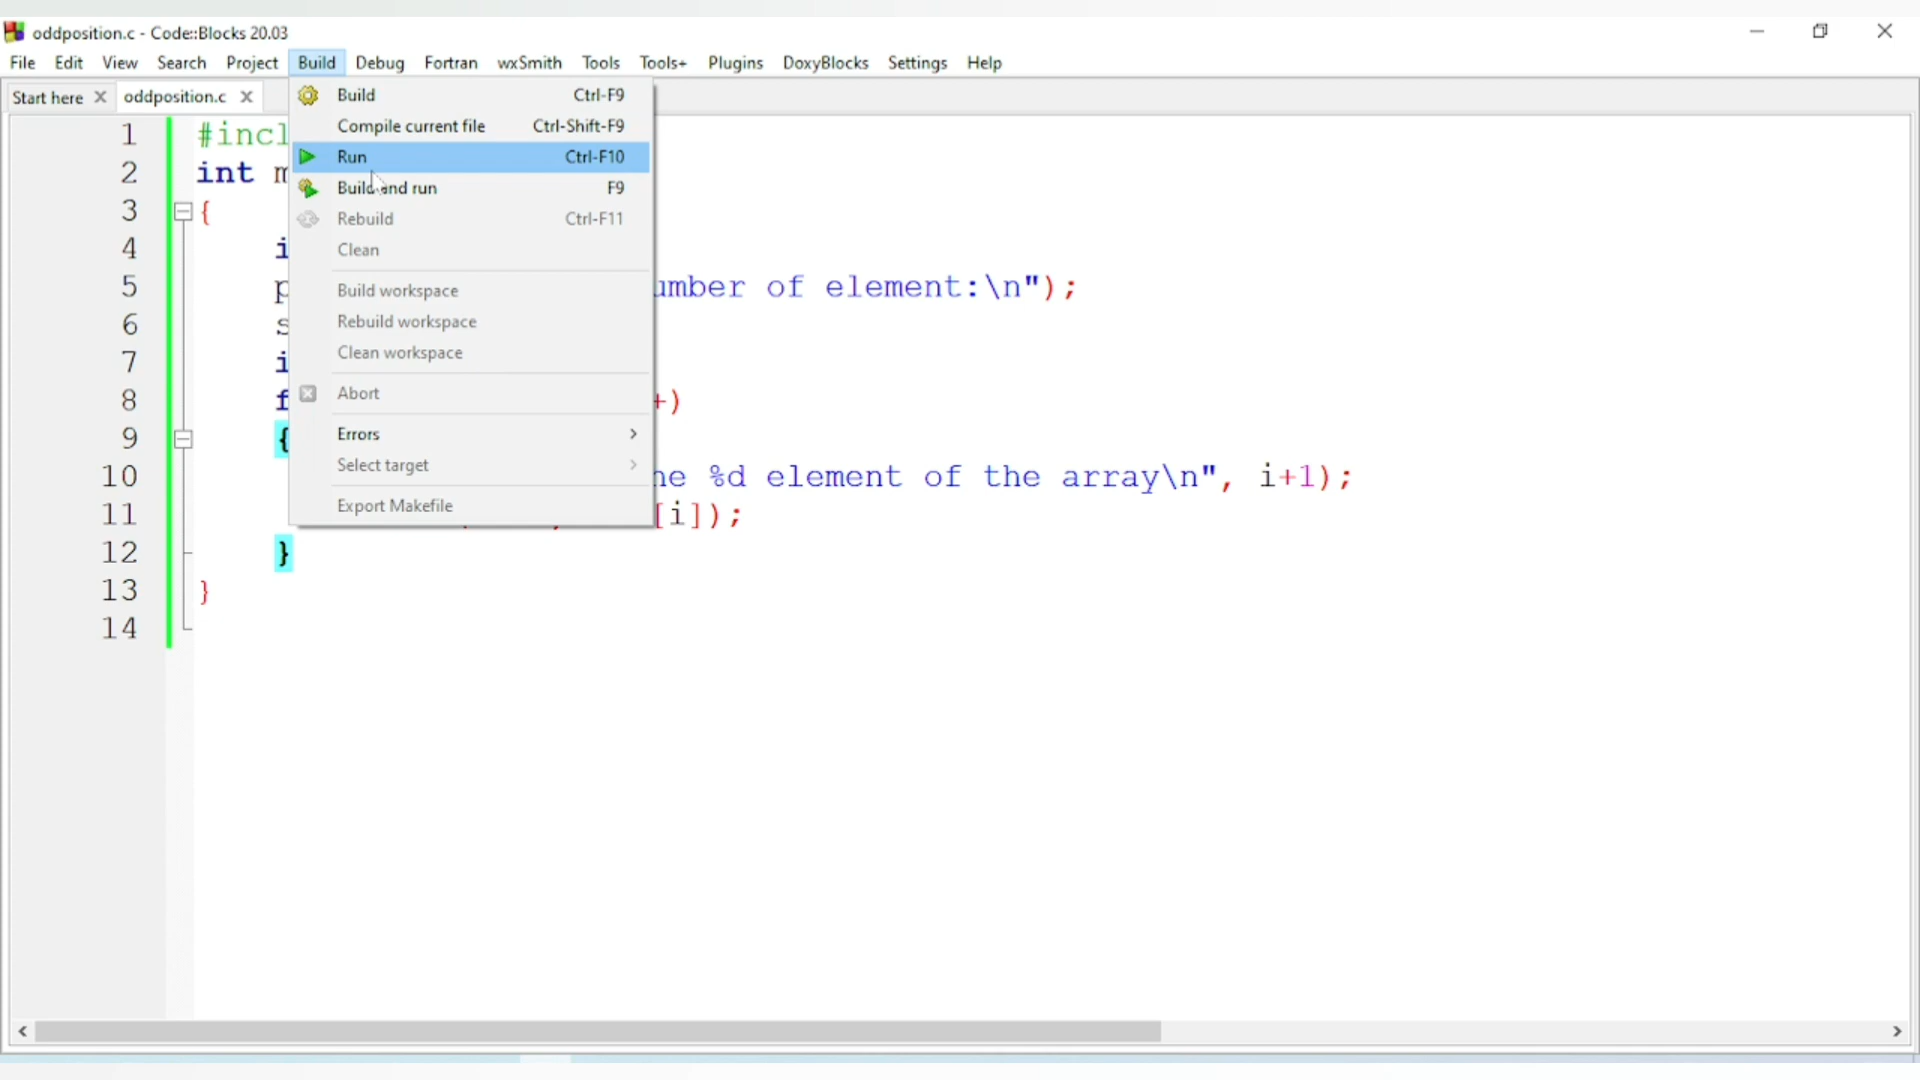 oddposition.c - Code::Blocks 20.03
File Edit View Search Project Build Debug Fortran wxSmith Tools Tools+ Plugins DoxyBlocks Settings Help
Start here oddposition.c
Build Ctrl-F9
Compile current file Ctrl-Shift-F9
Run Ctrl-F10
Build and run F9
Rebuild Ctrl-F11
Clean
Build workspace
Rebuild workspace
Clean workspace
Abort
Errors
Select target
Export Makefile
1 #incl
2 int
3 {
4 i
5 umber of element:\n");
6 s
7 i
8 f +)
9 {
10 he %d element of the array\n", i+1);
11 [i]);
12 }
13 }
14